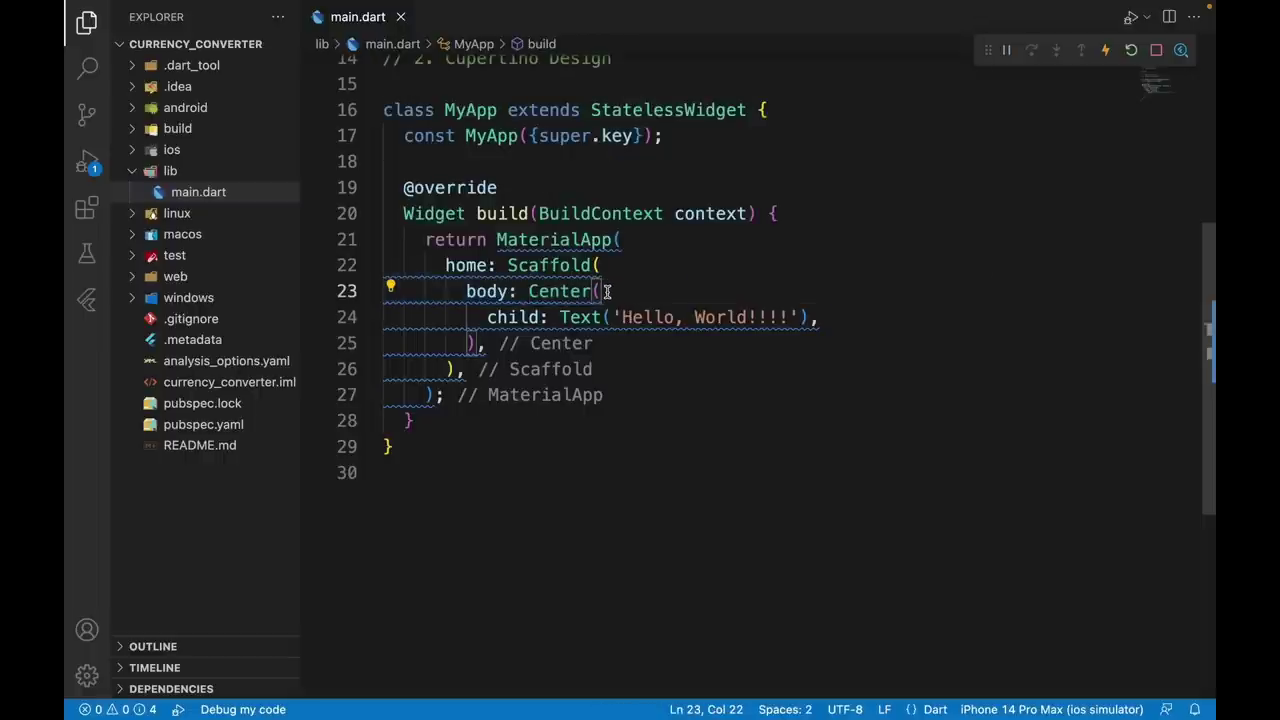 EXPLORER
main.dart
CURRENCY_CONVERTER
.dart_tool
.idea
android
build
ios
lib
main.dart
linux
macos
test
web
windows
.gitignore
.metadata
analysis_options.yaml
currency_converter.iml
pubspec.lock
pubspec.yaml
README.md
OUTLINE
TIMELINE
DEPENDENCIES
1
lib > main.dart > MyApp > build
14 // 2. Cupertino Design
15
16 class MyApp extends StatelessWidget {
17 const MyApp({super.key});
18
19 @override
20 Widget build(BuildContext context) {
21 return MaterialApp(
22 home: Scaffold(
23 body: Center(
24 child: Text('Hello, World!!!!'),
25 ), // Center
26 ), // Scaffold
27 ); // MaterialApp
28 }
29 }
30
0 0 4 Debug my code Ln 23, Col 22 Spaces: 2 UTF-8 LF {} Dart iPhone 14 Pro Max (ios simulator)